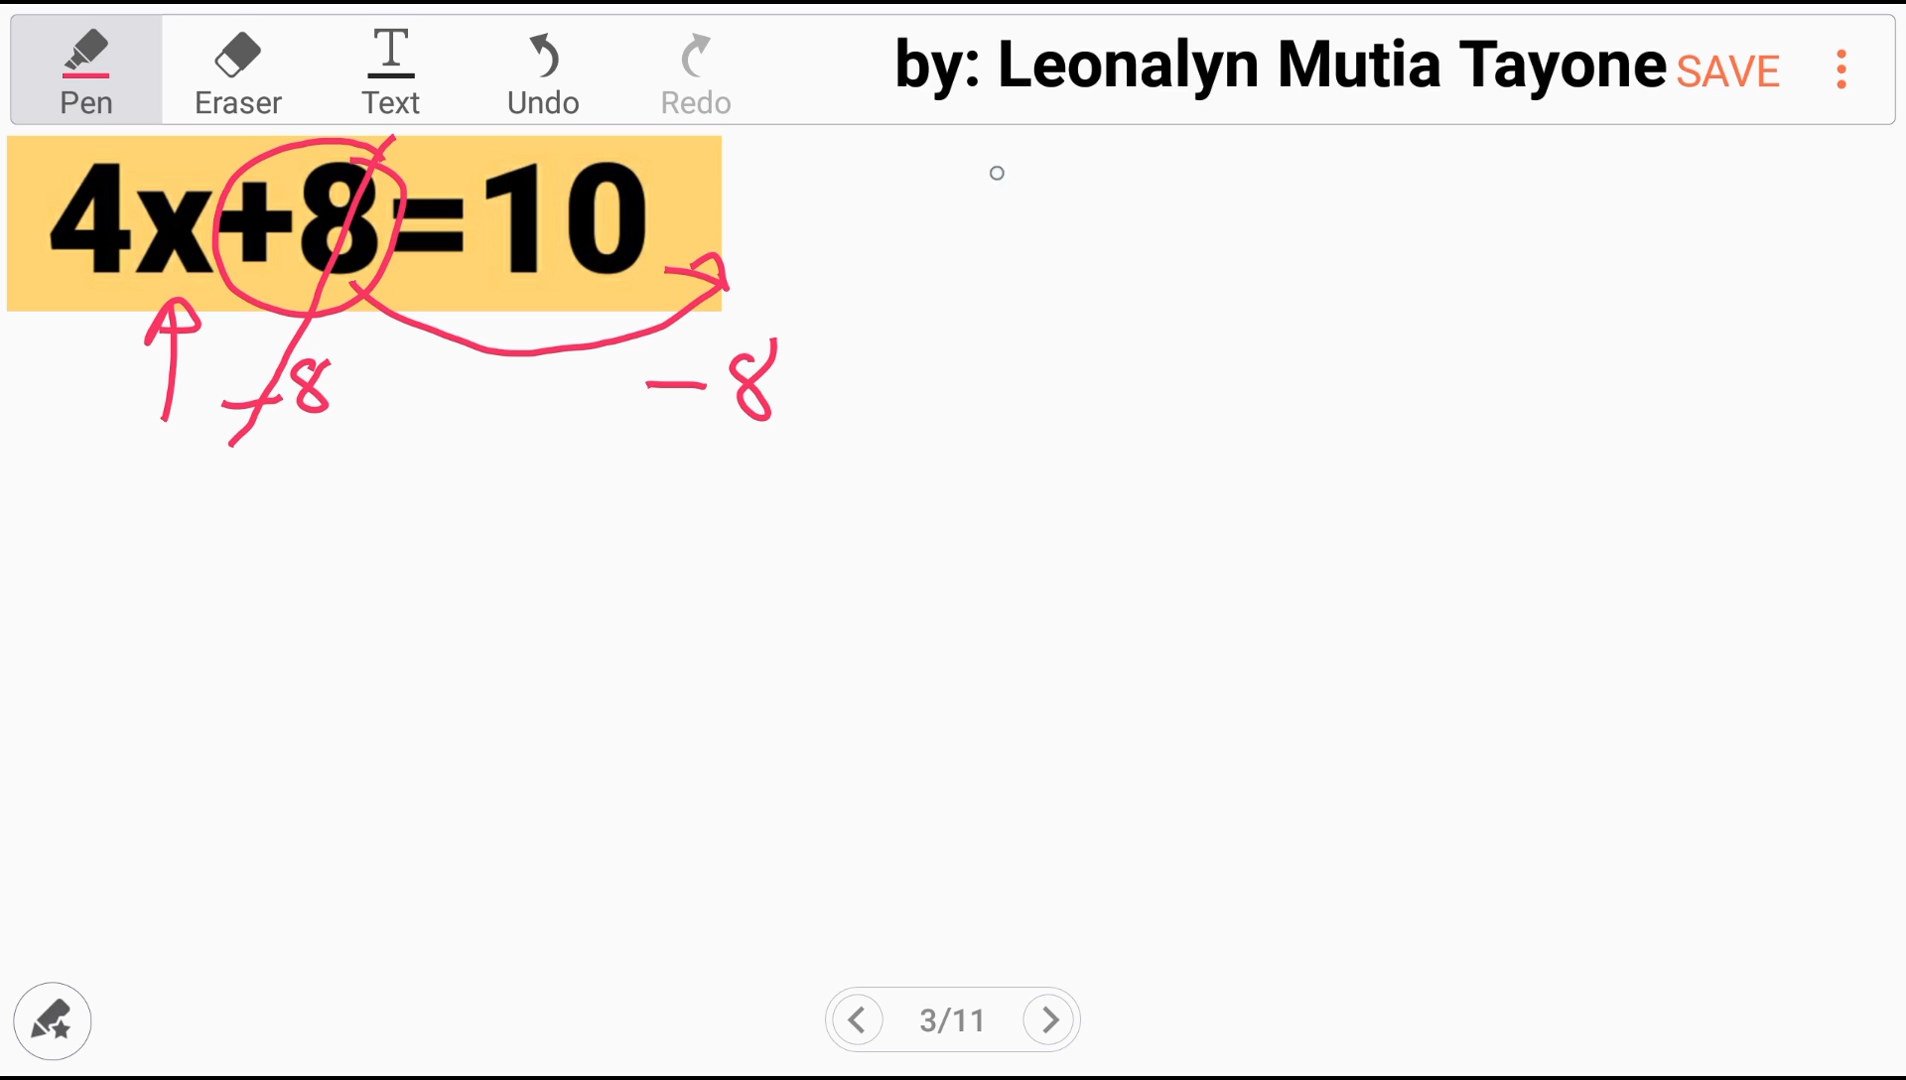 Pen Eraser Text Undo Redo by: Leonalyn Mutia Tayone SAVE
4x+8=10
-8 -8
3/11